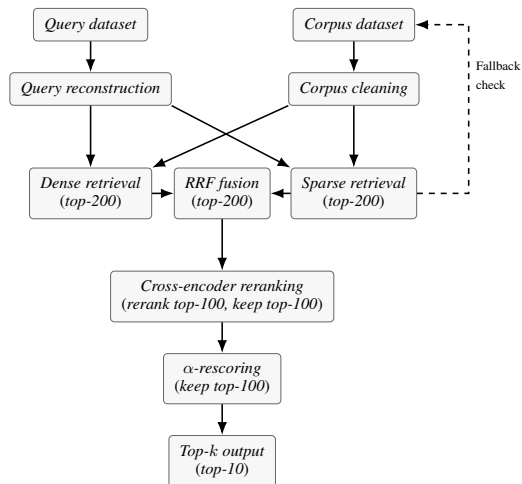 Query dataset
Corpus dataset
Fallback
check
Query reconstruction
Corpus cleaning
Dense retrieval
(top-200)
RRF fusion
(top-200)
Sparse retrieval
(top-200)
Cross-encoder reranking
(rerank top-100, keep top-100)
α-rescoring
(keep top-100)
Top-k output
(top-10)